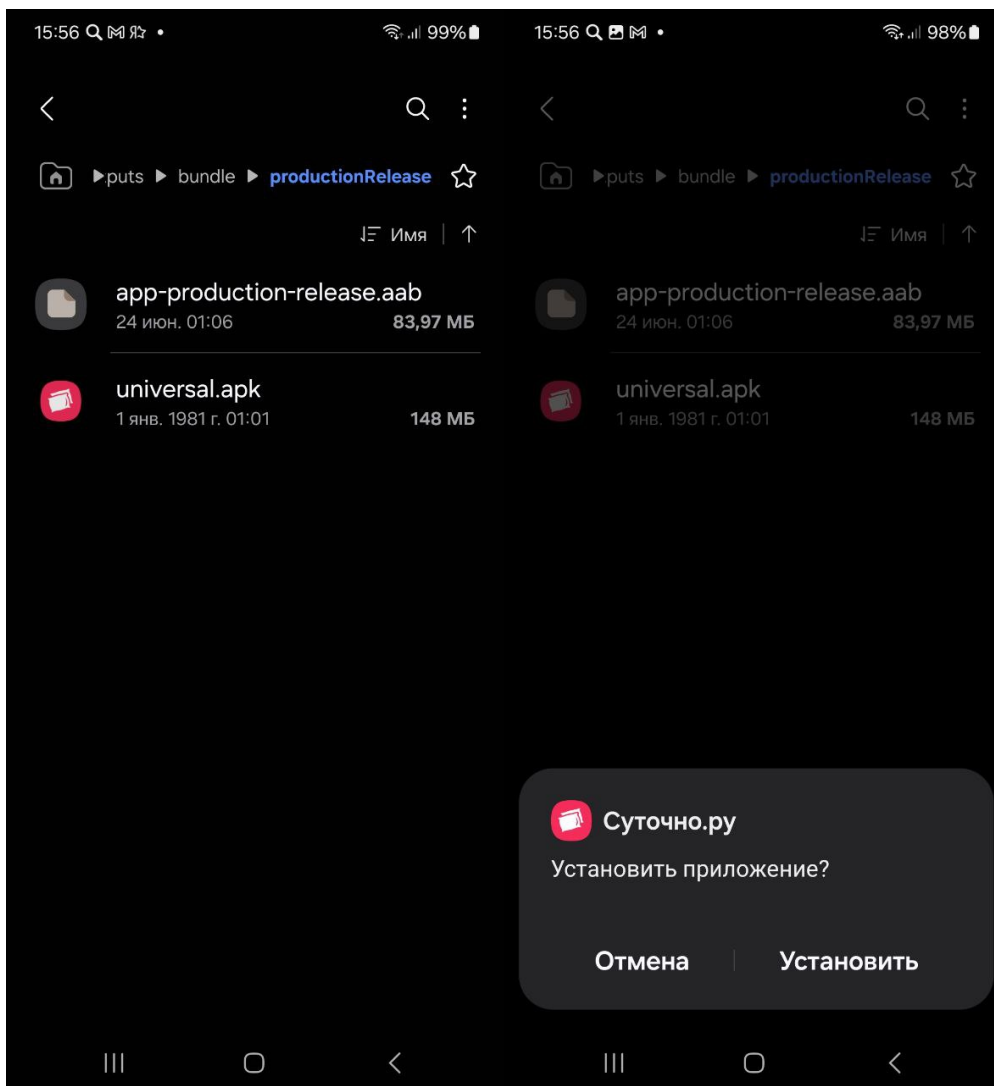 15:56
99%
puts bundle productionRelease
Имя
app-production-release.aab
24 июн. 01:06 83,97 МБ
universal.apk
1 янв. 1981 г. 01:01 148 МБ
15:56
98%
puts bundle productionRelease
Имя
app-production-release.aab
24 июн. 01:06 83,97 МБ
universal.apk
1 янв. 1981 г. 01:01 148 МБ
Суточно.ру
Установить приложение?
Отмена Установить